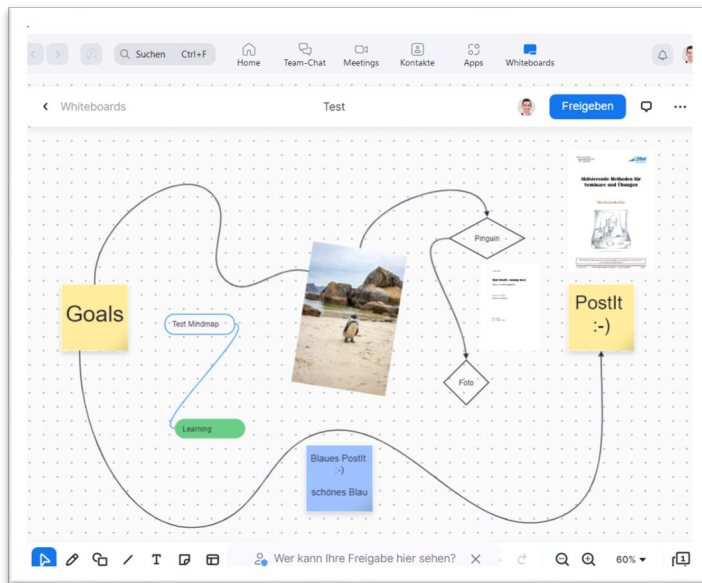 Suchen Ctrl+F
Home
Team-Chat
Meetings
Kontakte
Apps
Whiteboards
Whiteboards
Test
Freigeben
Aktivierende Methoden für
Seminare und Übungen
Pinguin
Goals
Test Mindmap
PostIt
:-)
Foto
Learning
Blaues PostIt
:-)
schönes Blau
Wer kann Ihre Freigabe hier sehen?
60%
1